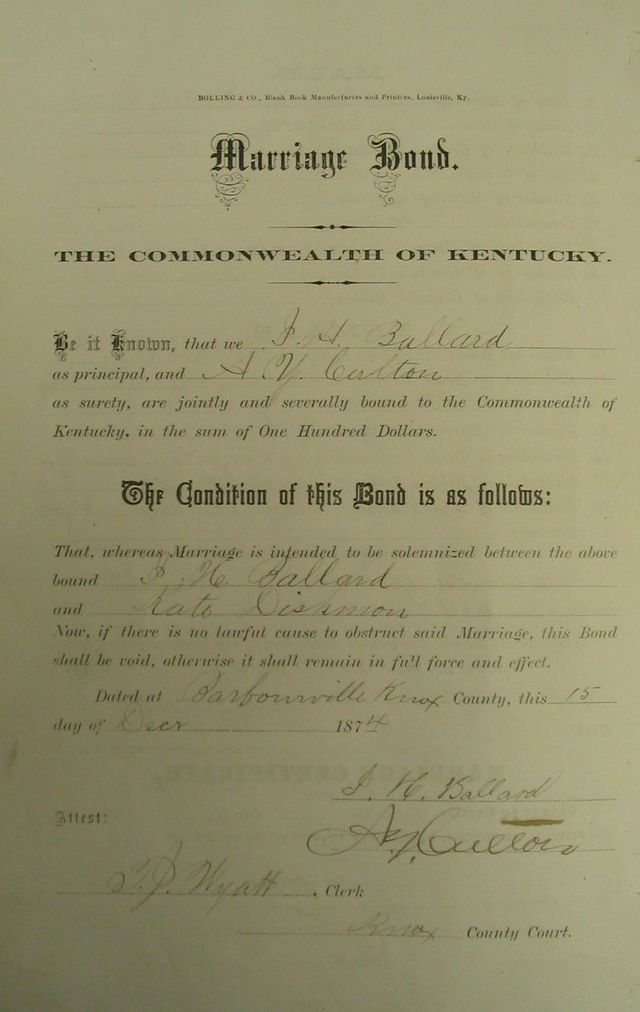 BOLLING & CO., Blank Book Manufacturers and Printers, Louisville, Ky.
Marriage Bond.
THE COMMONWEALTH OF KENTUCKY.
Be it Known, that we J. H. Ballard
as principal, and A Y. Culton
as surety, are jointly and severally bound to the Commonwealth of
Kentucky, in the sum of One Hundred Dollars.
The Condition of this Bond is as follows:
That, whereas Marriage is intended to be solemnized between the above
bound J. H. Ballard
and Kate Dishmon
Now, if there is no lawful cause to obstruct said Marriage, this Bond
shall be void, otherwise it shall remain in full force and effect.
Dated at Barbourville Knox County, this 15
day of Decr 1874
J. H. Ballard
Attest:
A Y. Culton
Wyatt, Clerk
Knox County Court.